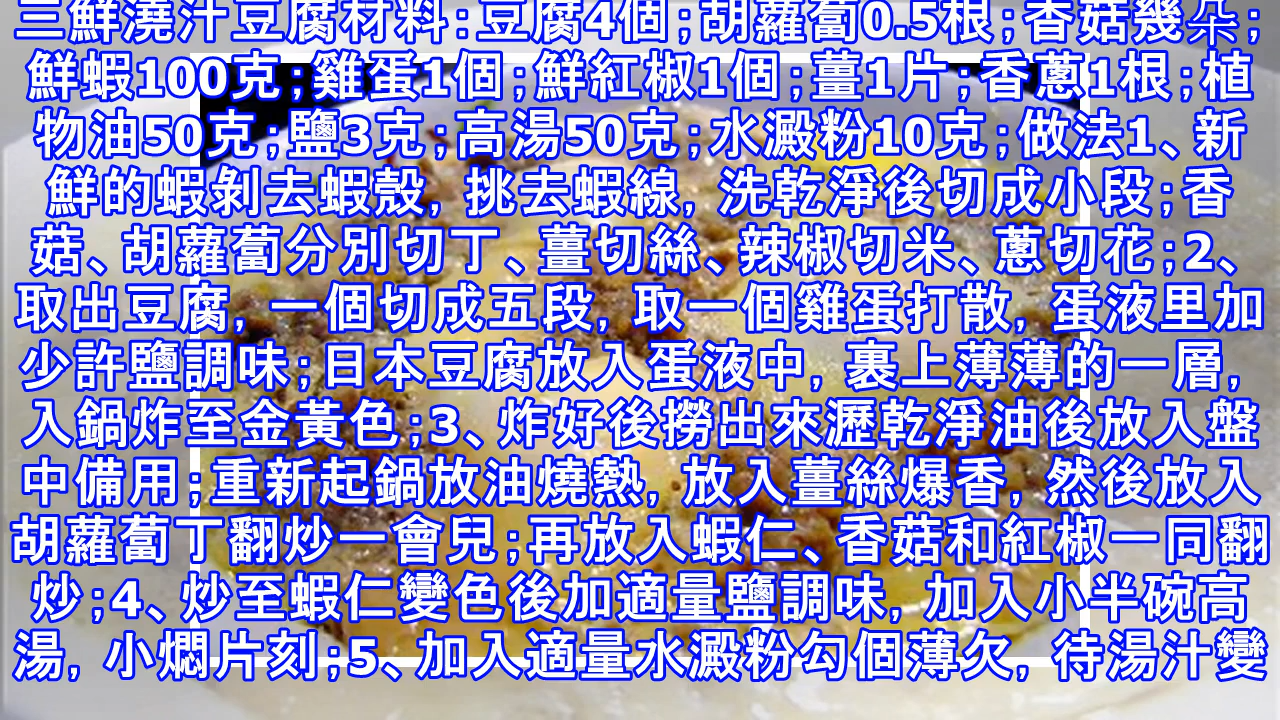 三鮮澆汁豆腐材料:豆腐4個;胡蘿蔔0.5根;香菇幾朵;
鮮蝦100克;雞蛋1個;鮮紅椒1個;薑1片;香蔥1根;植
物油50克;鹽3克;高湯50克;水澱粉10克;做法1、新
鮮的蝦剝去蝦殼,挑去蝦線,洗乾淨後切成小段;香
菇、胡蘿蔔分別切丁、薑切絲、辣椒切米、蔥切花;2、
取出豆腐,一個切成五段,取一個雞蛋打散,蛋液里加
少許鹽調味;日本豆腐放入蛋液中,裹上薄薄的一層,
入鍋炸至金黃色;3、炸好後撈出來瀝乾淨油後放入盤
中備用;重新起鍋放油燒熱,放入薑絲爆香,然後放入
胡蘿蔔丁翻炒一會兒;再放入蝦仁、香菇和紅椒一同翻
炒;4、炒至蝦仁變色後加適量鹽調味,加入小半碗高
湯,小燜片刻;5、加入適量水澱粉勾個薄欠,待湯汁變